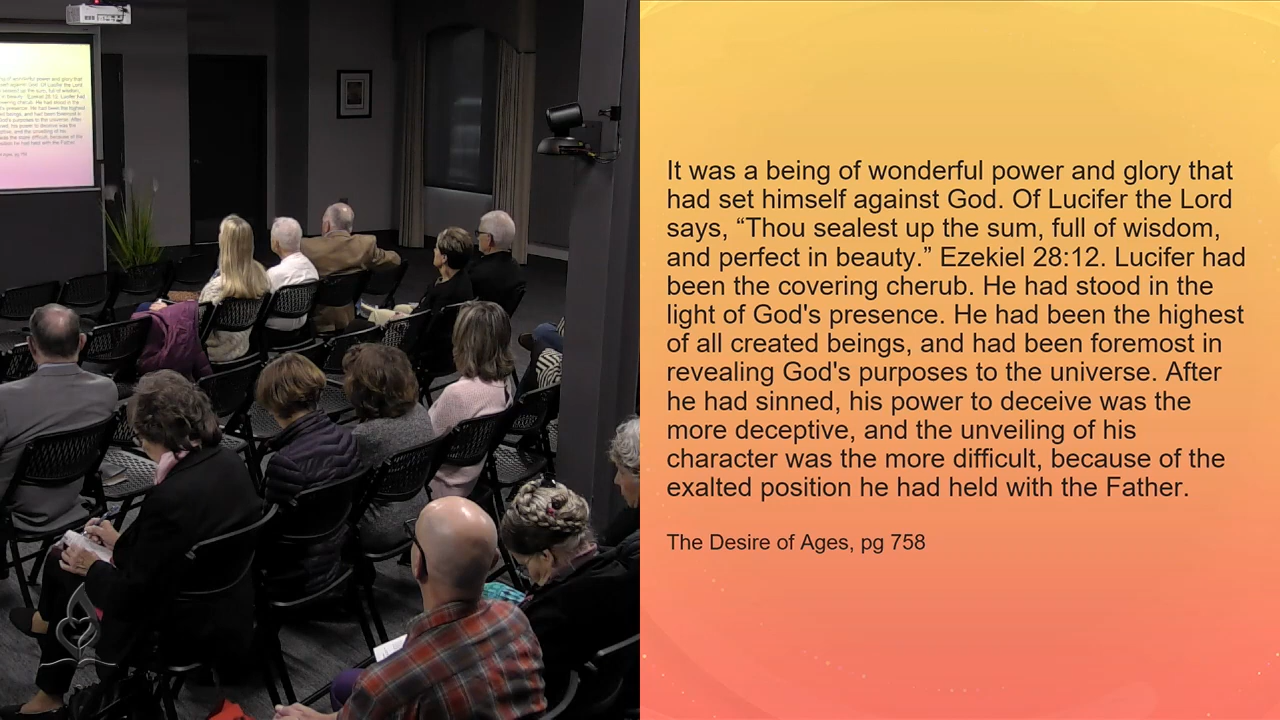 It was a being of wonderful power and glory that
had set himself against God. Of Lucifer the Lord
says, “Thou sealest up the sum, full of wisdom,
and perfect in beauty.” Ezekiel 28:12. Lucifer had
been the covering cherub. He had stood in the
light of God's presence. He had been the highest
of all created beings, and had been foremost in
revealing God's purposes to the universe. After
he had sinned, his power to deceive was the
more deceptive, and the unveiling of his
character was the more difficult, because of the
exalted position he had held with the Father.
The Desire of Ages, pg 758